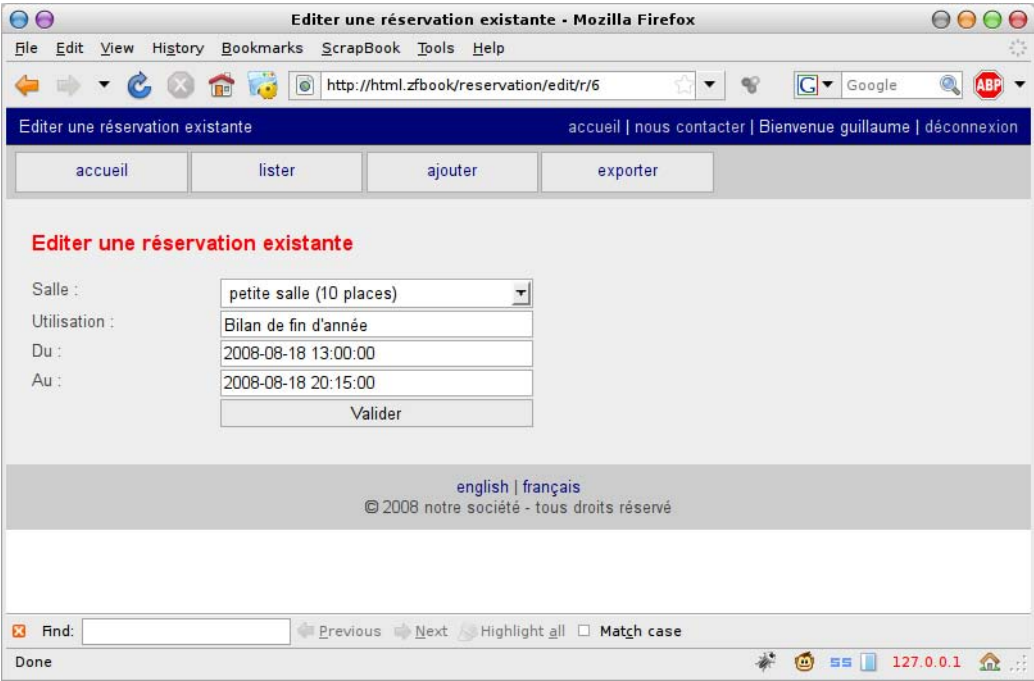 Editer une réservation existante - Mozilla Firefox
File Edit View History Bookmarks ScrapBook Tools Help
http://html.zfbook/reservation/edit/r/6 G Google ABP
Editer une réservation existante accueil | nous contacter | Bienvenue guillaume | déconnexion
accueil lister ajouter exporter
Editer une réservation existante
Salle : petite salle (10 places)
Utilisation : Bilan de fin d'année
Du : 2008-08-18 13:00:00
Au : 2008-08-18 20:15:00
Valider
english | français
© 2008 notre société - tous droits réservé
Find: Previous Next Highlight all Match case
Done 127.0.0.1